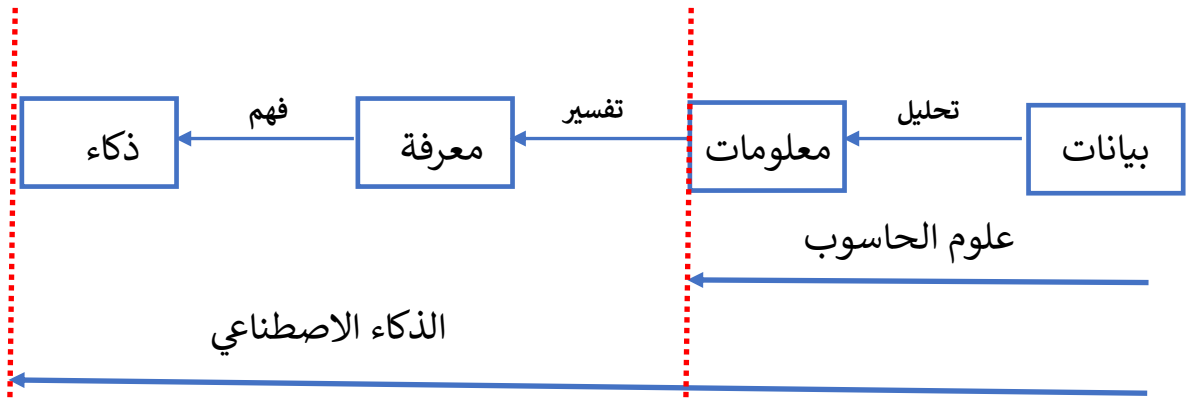 تحليل
تفسير
فهم
بيانات
معلومات
معرفة
ذكاء
علوم الحاسوب
الذكاء الاصطناعي